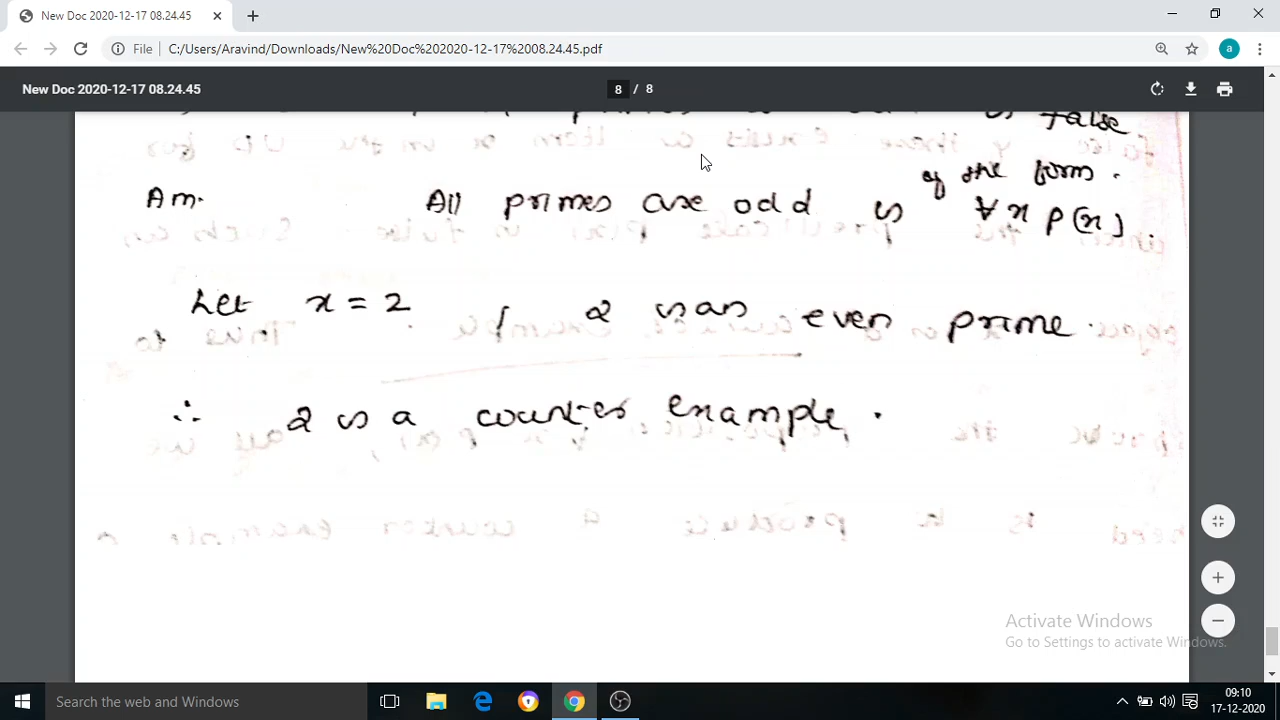 New Doc 2020-12-17 08.24.45
File C:/Users/Aravind/Downloads/New%20Doc%202020-12-17%2008.24.45.pdf
a
New Doc 2020-12-17 08.24.45
8 / 8
is False
Ans. All primes are odd is of the form.
∀x P(x).
Let x = 2, 2 is an even prime.
∴ 2 is a counter example.
Activate Windows
Go to Settings to activate Windows.
Search the web and Windows
09:10
17-12-2020